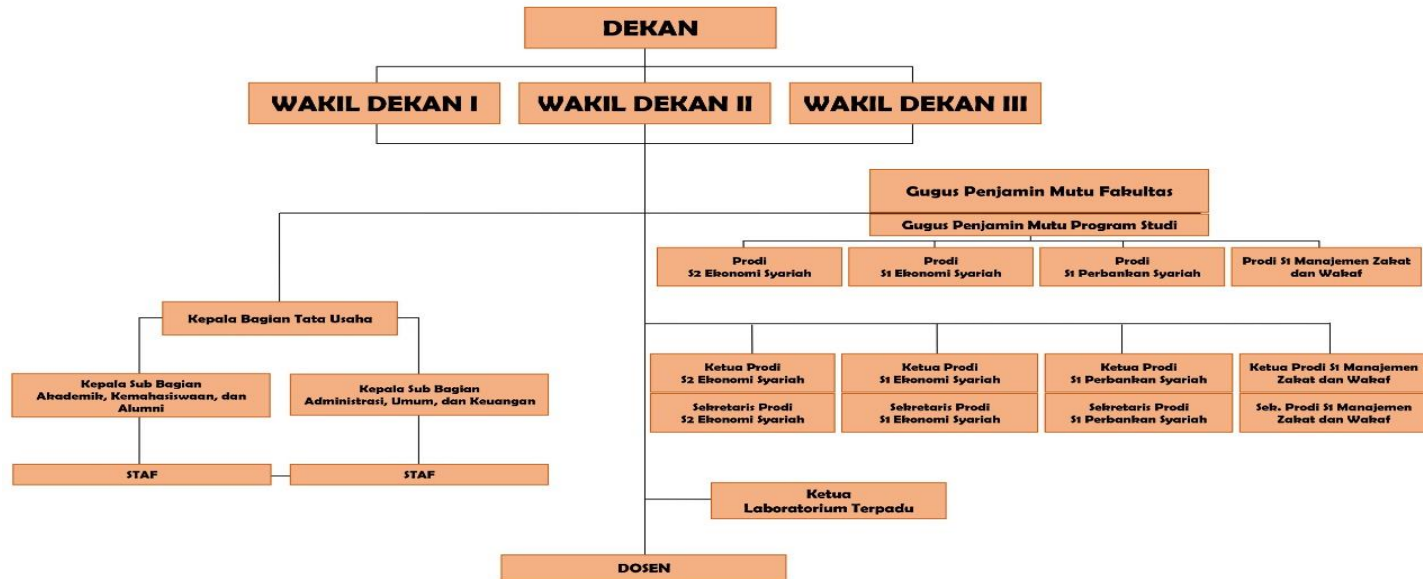 DEKAN
WAKIL DEKAN I
WAKIL DEKAN II
WAKIL DEKAN III
Gugus Penjamin Mutu Fakultas
Gugus Penjamin Mutu Program Studi
Prodi
S2 Ekonomi Syariah
Prodi
S1 Ekonomi Syariah
Prodi
S1 Perbankan Syariah
Prodi S1 Manajemen Zakat
dan Wakaf
Kepala Bagian Tata Usaha
Kepala Sub Bagian
Akademik, Kemahasiswaan, dan
Alumni
Kepala Sub Bagian
Administrasi, Umum, dan Keuangan
STAF
STAF
Ketua Prodi
S2 Ekonomi Syariah
Ketua Prodi
S1 Ekonomi Syariah
Ketua Prodi
S1 Perbankan Syariah
Ketua Prodi S1 Manajemen
Zakat dan Wakaf
Sekretaris Prodi
S2 Ekonomi Syariah
Sekretaris Prodi
S1 Ekonomi Syariah
Sekretaris Prodi
S1 Perbankan Syariah
Sek. Prodi S1 Manajemen
Zakat dan Wakaf
Ketua
Laboratorium Terpadu
DOSEN